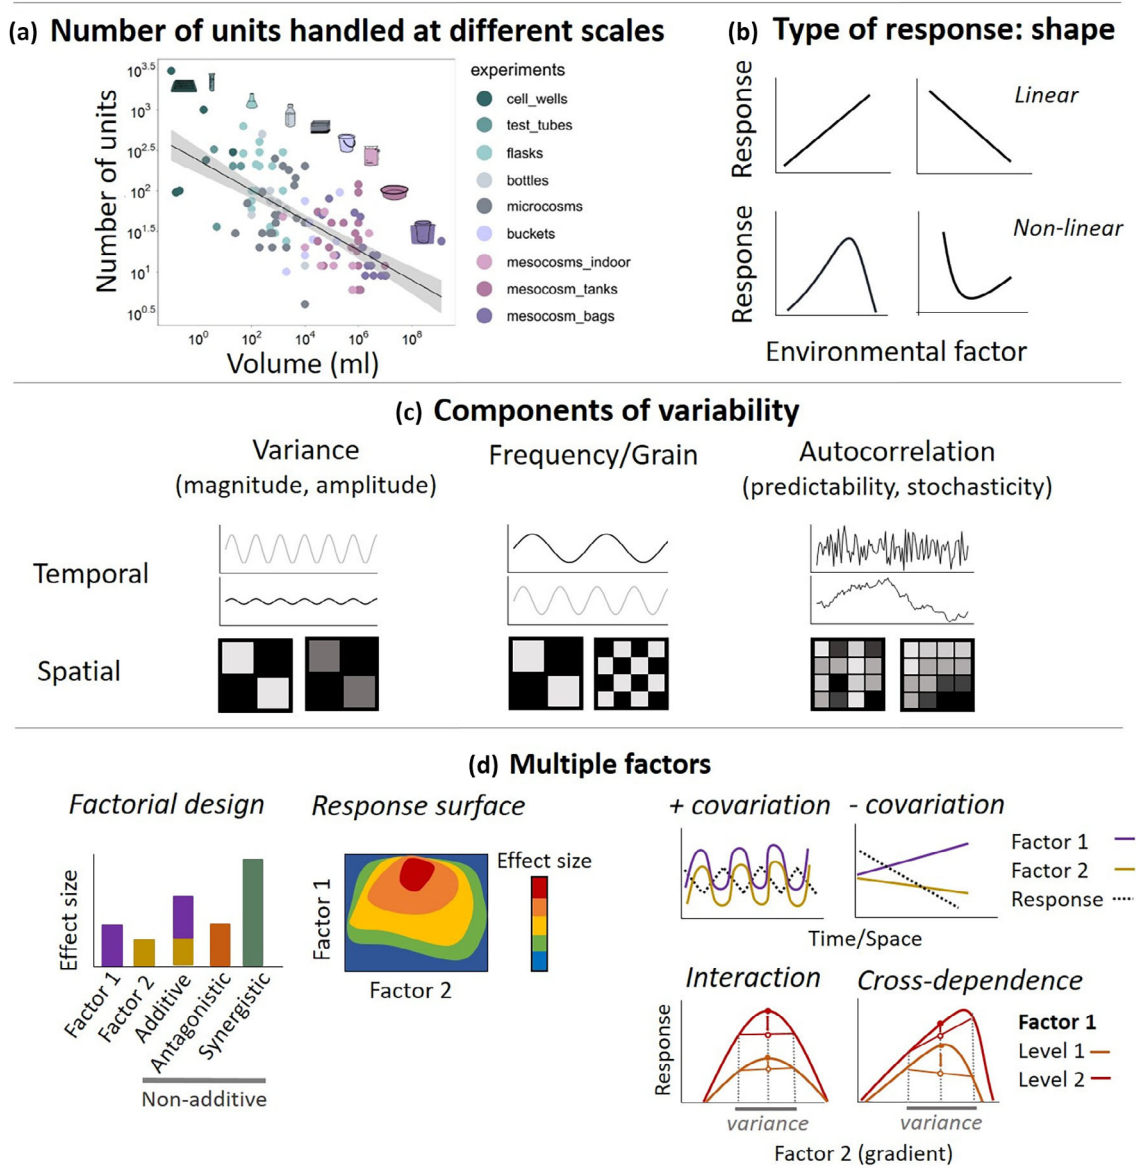 (a) Number of units handled at different scales
Number of units
10^3.5
10^3
10^2.5
10^2
10^1.5
10^1
10^0.5
10^0 10^2 10^4 10^6 10^8
Volume (ml)
experiments
cell_wells
test_tubes
flasks
bottles
microcosms
buckets
mesocosms_indoor
mesocosm_tanks
mesocosm_bags
(b) Type of response: shape
Response
Linear
Response
Non-linear
Environmental factor
(c) Components of variability
Variance
(magnitude, amplitude)
Frequency/Grain
Autocorrelation
(predictability, stochasticity)
Temporal
Spatial
(d) Multiple factors
Factorial design
Effect size
Factor 1
Factor 2
Additive
Antagonistic
Synergistic
Non-additive
Response surface
Factor 1
Factor 2
Effect size
+ covariation
- covariation
Factor 1
Factor 2
Response
Time/Space
Interaction
Cross-dependence
Response
Factor 1
Level 1
Level 2
variance
variance
Factor 2 (gradient)